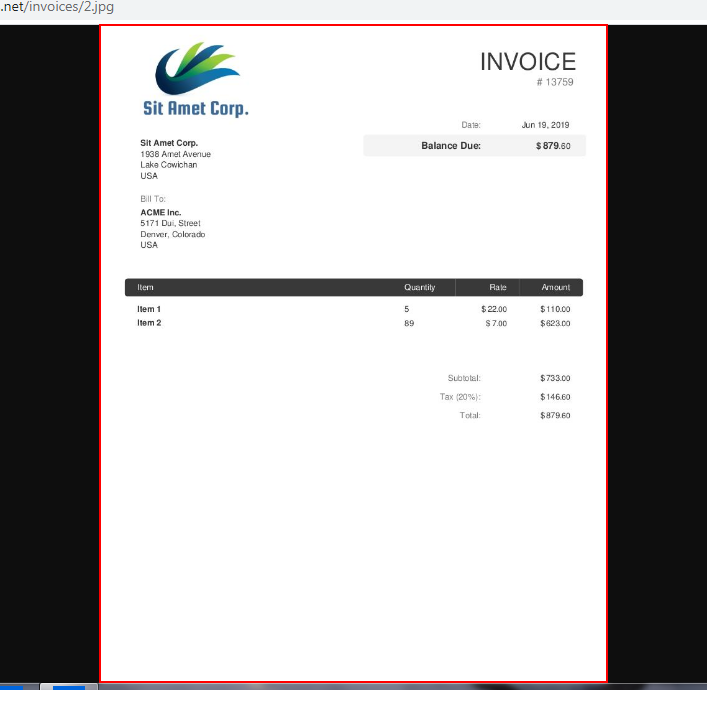 .net/invoices/2.jpg
Sit Amet Corp.
INVOICE
# 13759
Date: Jun 19, 2019
Balance Due: $879.60
Sit Amet Corp.
1938 Amet Avenue
Lake Cowichan
USA
Bill To:
ACME Inc.
5171 Dui, Street
Denver, Colorado
USA
Item Quantity Rate Amount
Item 1 5 $22.00 $110.00
Item 2 89 $7.00 $623.00
Subtotal: $733.00
Tax (20%): $146.60
Total: $879.60